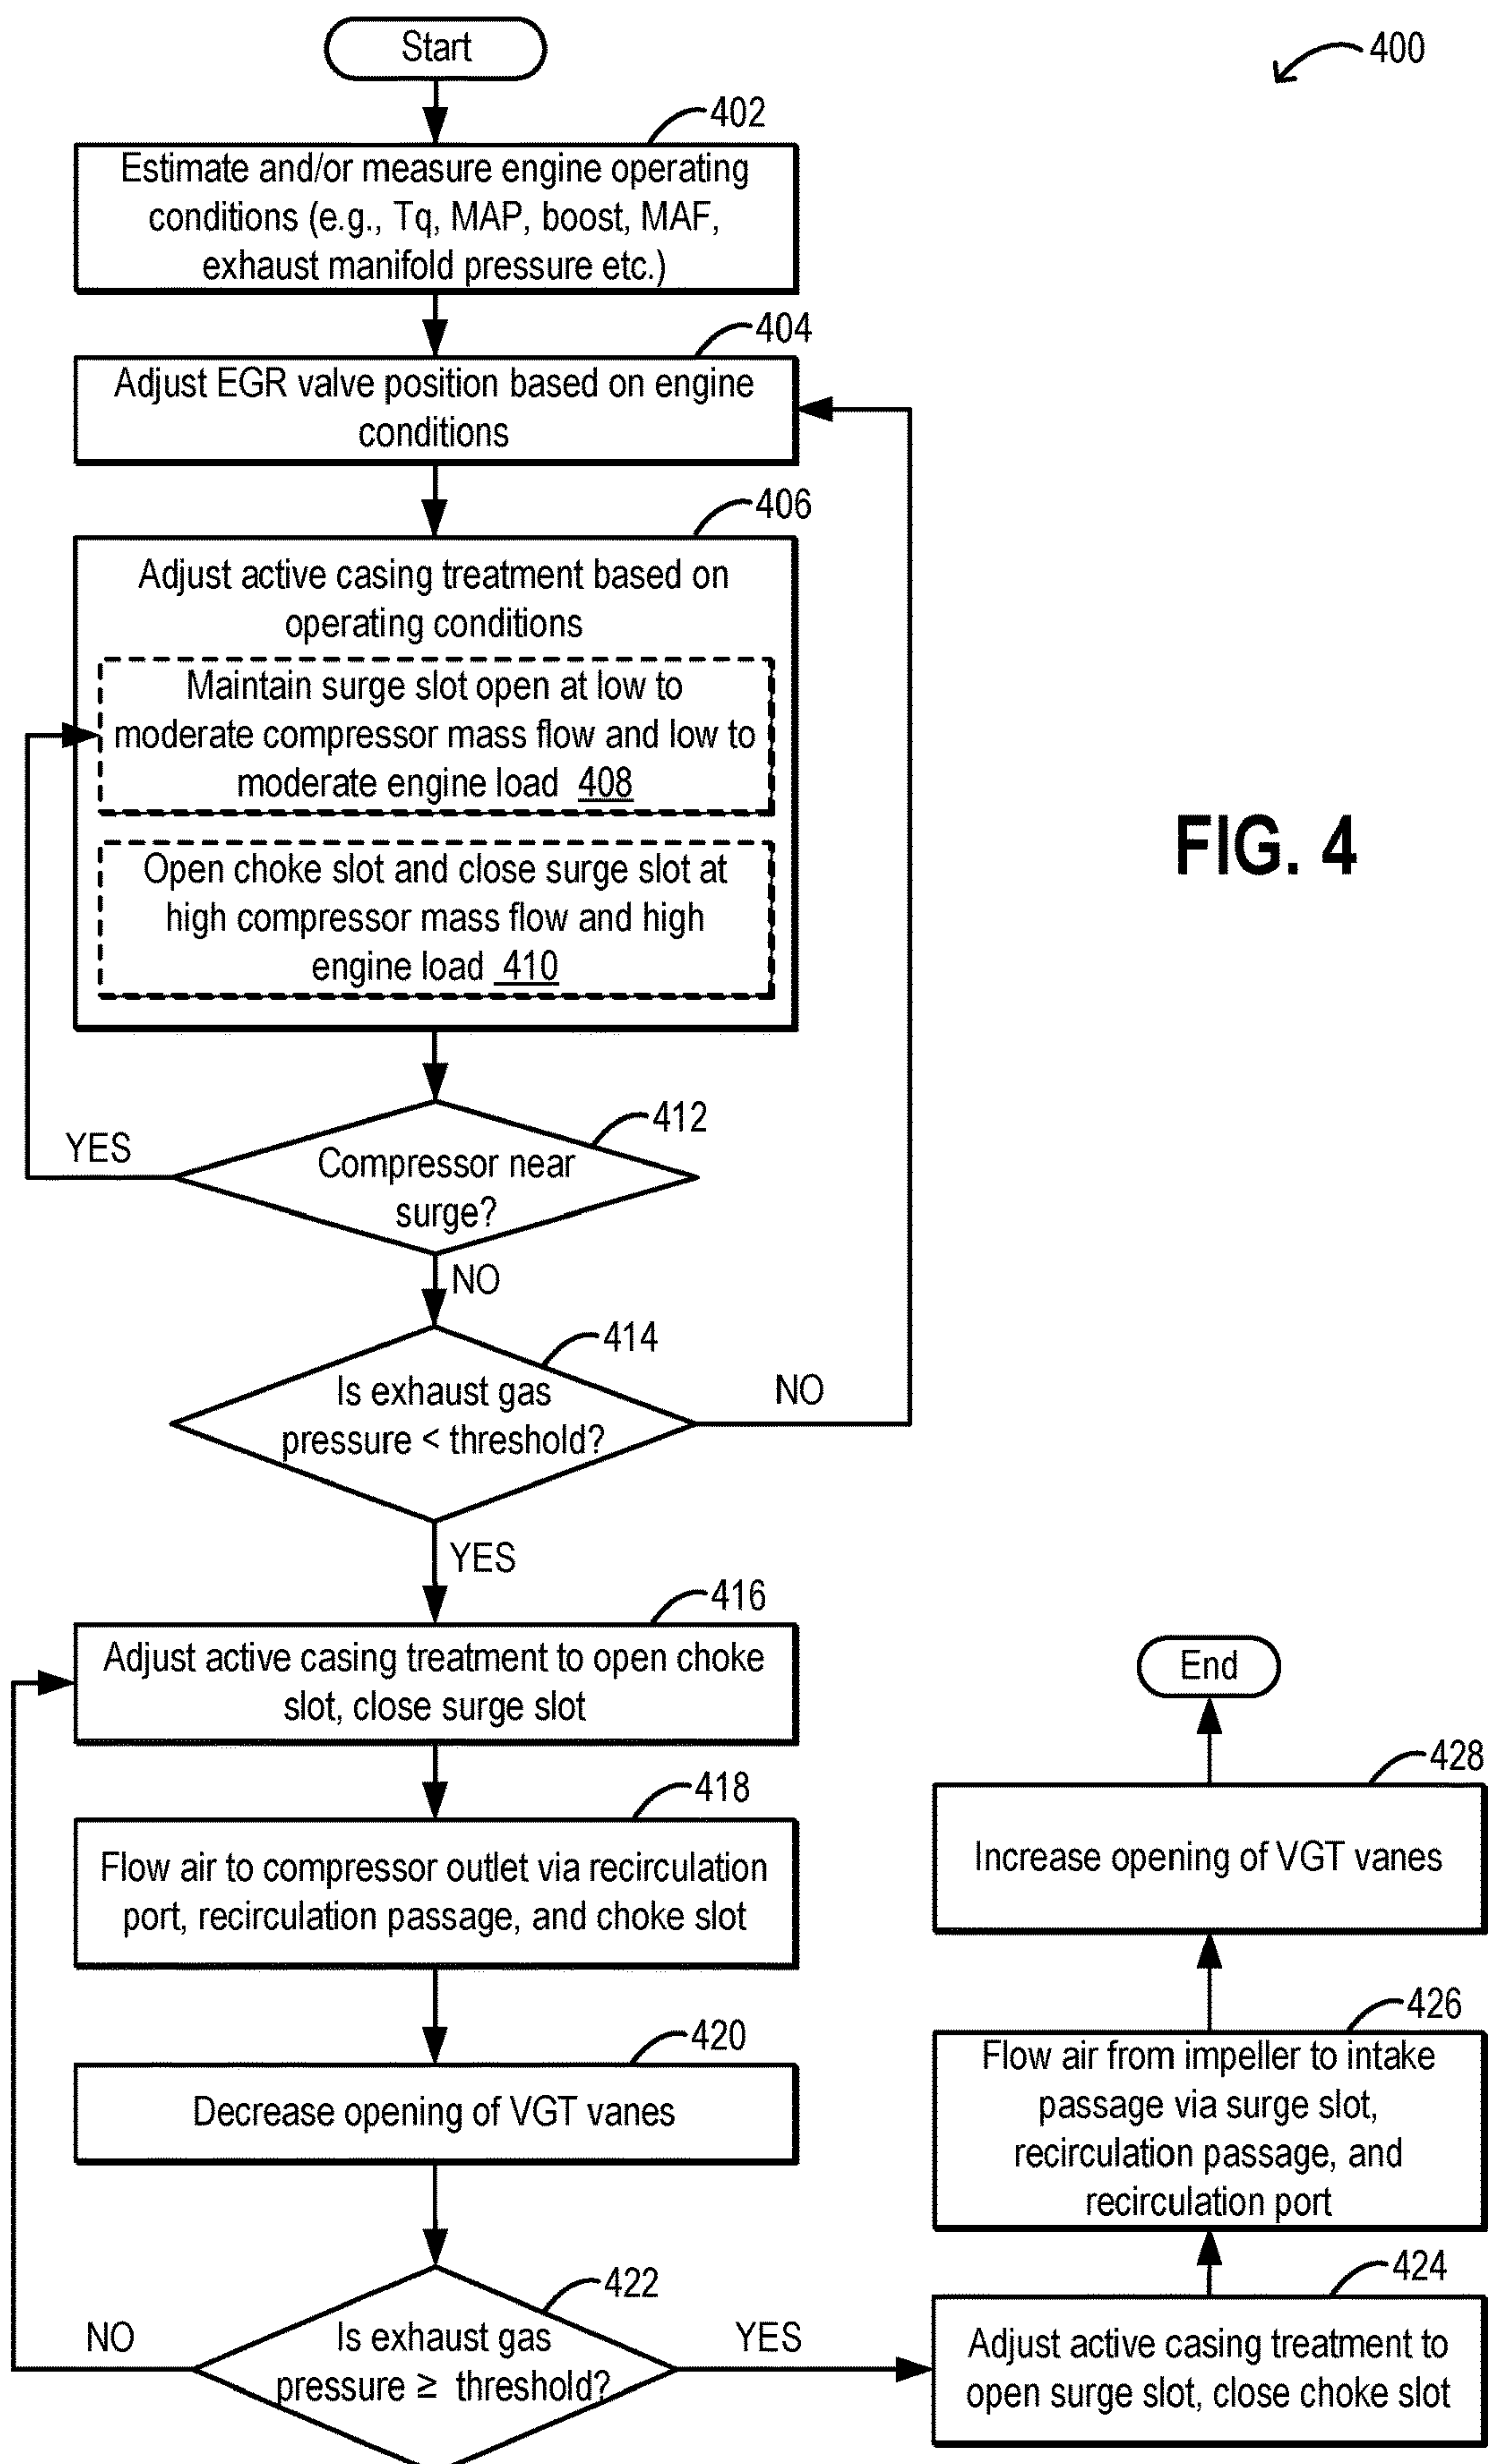 Start
400
402
Estimate and/or measure engine operating
conditions (e.g., Tq, MAP, boost, MAF,
exhaust manifold pressure etc.)
404
Adjust EGR valve position based on engine
conditions
406
Adjust active casing treatment based on
operating conditions
Maintain surge slot open at low to
moderate compressor mass flow and low to
moderate engine load 408
Open choke slot and close surge slot at
high compressor mass flow and high
engine load 410
FIG. 4
412
YES
Compressor near
surge?
NO
414
Is exhaust gas
pressure < threshold?
NO
YES
416
Adjust active casing treatment to open choke
slot, close surge slot
418
Flow air to compressor outlet via recirculation
port, recirculation passage, and choke slot
420
Decrease opening of VGT vanes
422
Is exhaust gas
pressure ≥ threshold?
NO
YES
424
Adjust active casing treatment to
open surge slot, close choke slot
426
Flow air from impeller to intake
passage via surge slot,
recirculation passage, and
recirculation port
428
Increase opening of VGT vanes
End